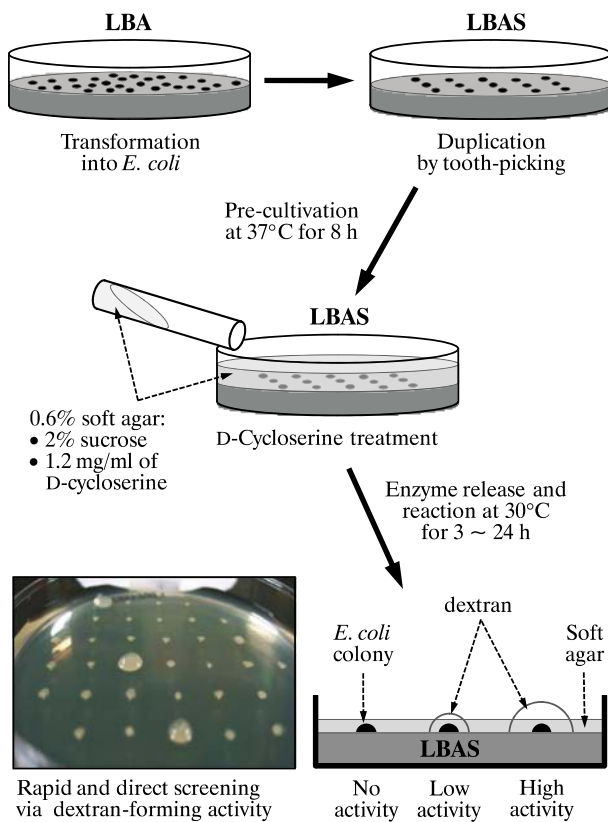 LBA
LBAS
Transformation
into E. coli
Duplication
by tooth-picking
Pre-cultivation
at 37°C for 8 h
LBAS
0.6% soft agar:
• 2% sucrose
• 1.2 mg/ml of
D-cycloserine
D-Cycloserine treatment
Enzyme release and
reaction at 30°C
for 3 ~ 24 h
dextran
E. coli
colony
Soft
agar
LBAS
Rapid and direct screening
via dextran-forming activity
No
activity
Low
activity
High
activity